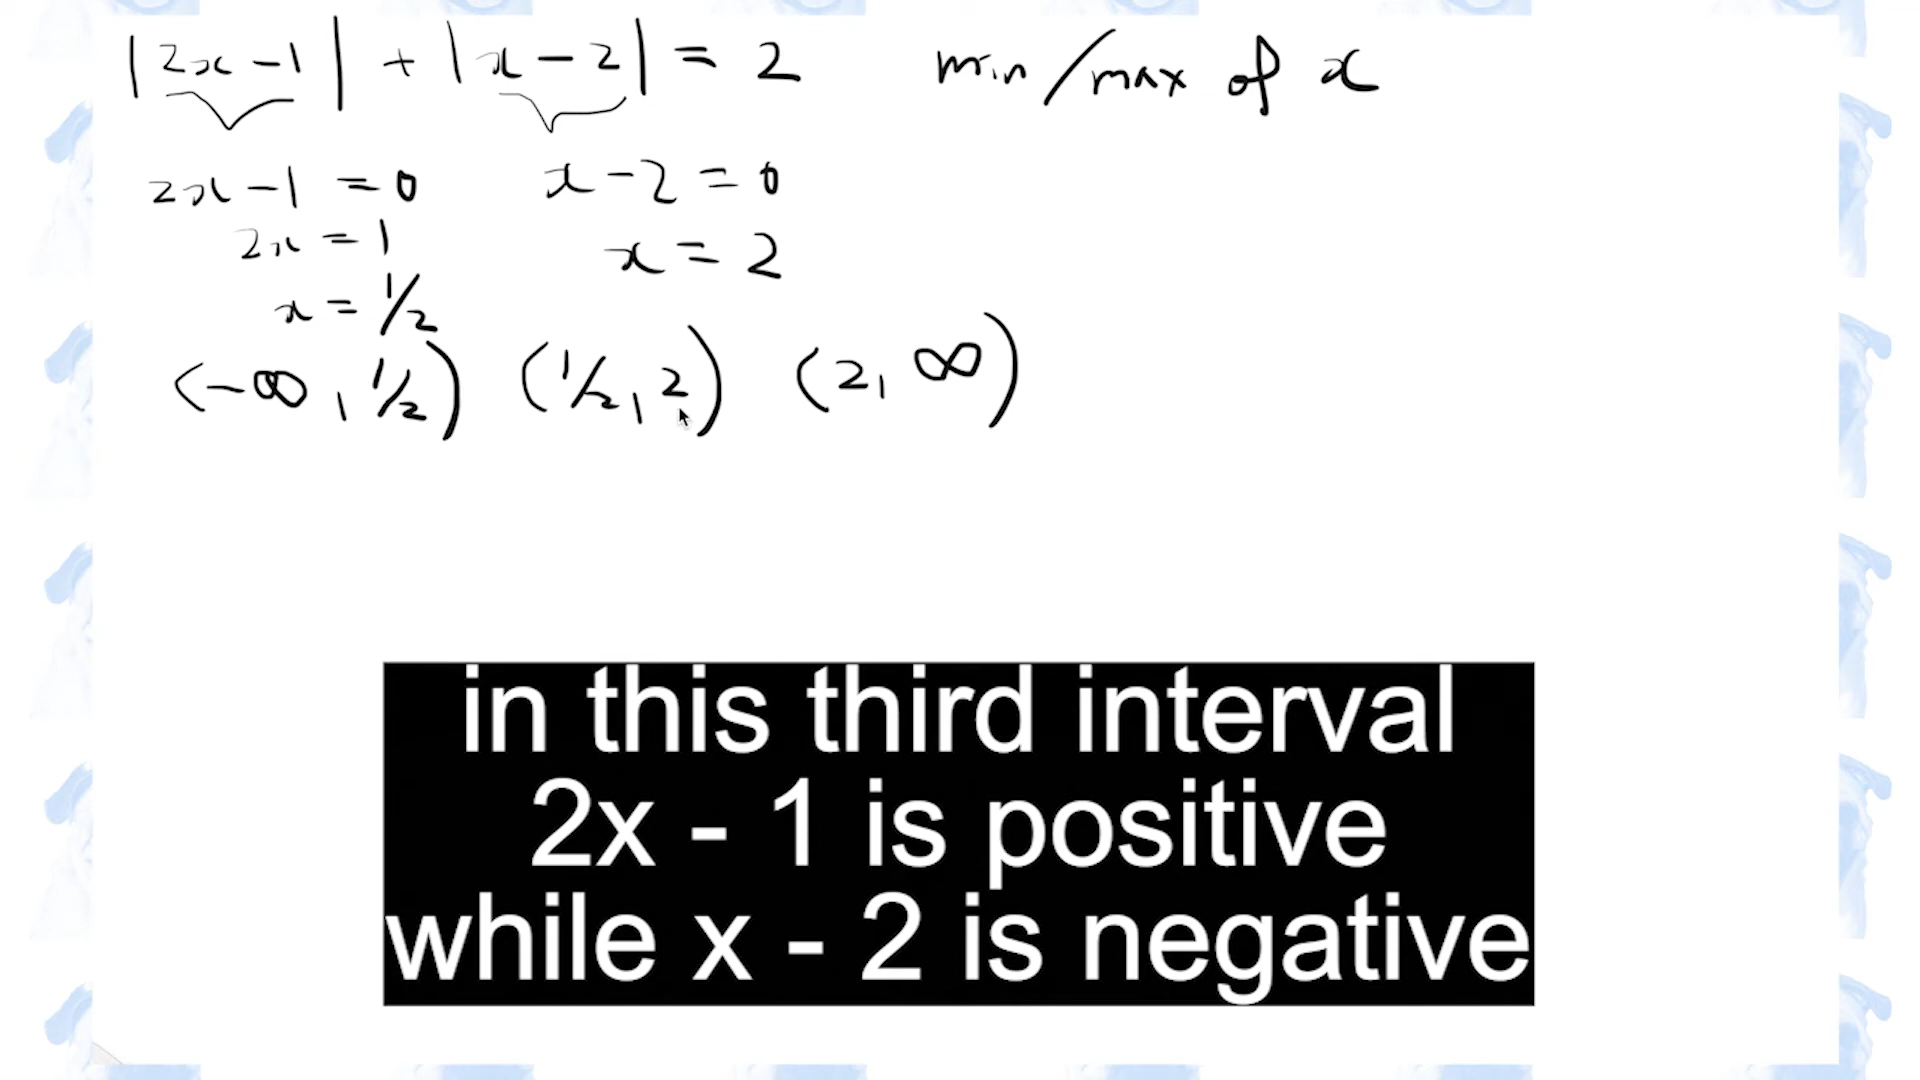 |2x - 1| + |x - 2| = 2 min/max of x
2x - 1 = 0 x - 2 = 0
2x = 1 x = 2
x = 1/2
(-∞, 1/2) (1/2, 2) (2, ∞)
in this third interval
2x - 1 is positive
while x - 2 is negative